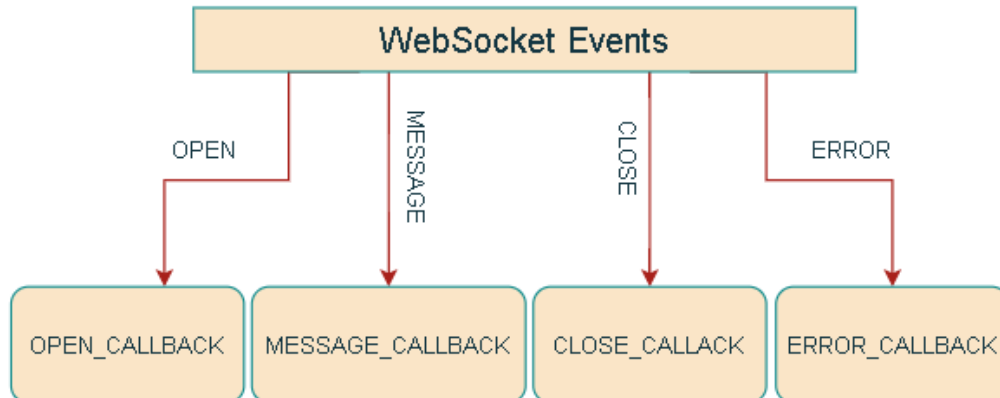 WebSocket Events
OPEN
MESSAGE
CLOSE
ERROR
OPEN_CALLBACK
MESSAGE_CALLBACK
CLOSE_CALLACK
ERROR_CALLBACK